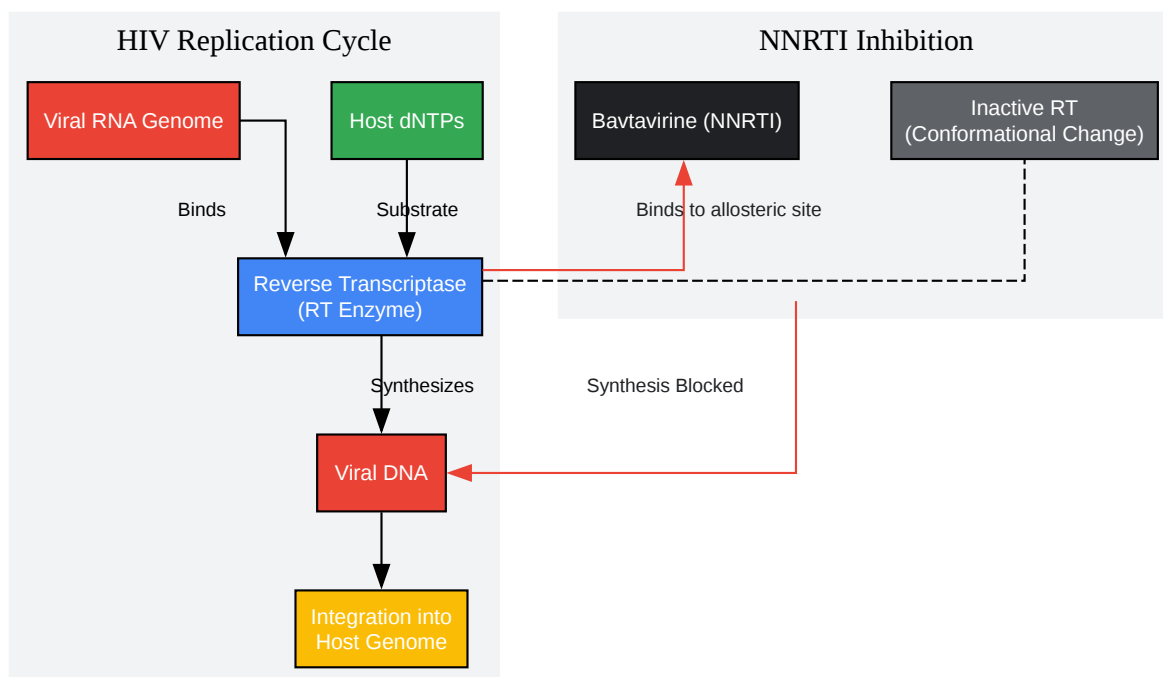 HIV Replication Cycle
NNRTI Inhibition
Viral RNA Genome
Host dNTPs
Bavtavirine (NNRTI)
Inactive RT
(Conformational Change)
Binds
Substrate
Binds to allosteric site
Reverse Transcriptase
(RT Enzyme)
Synthesizes
Synthesis Blocked
Viral DNA
Integration into
Host Genome